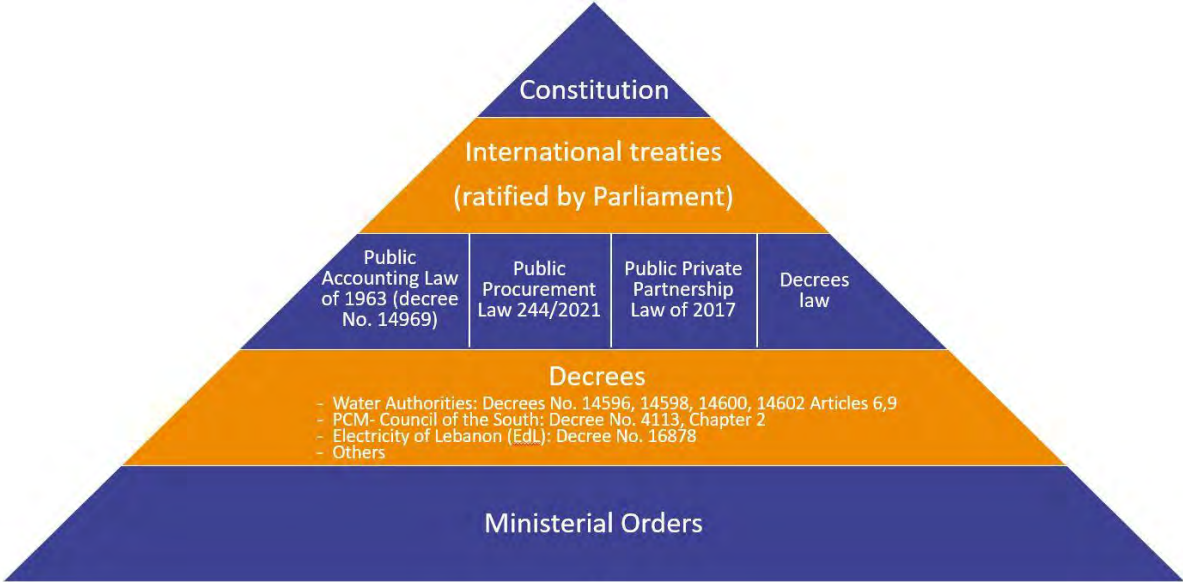 Constitution
International treaties
(ratified by Parliament)
Public
Accounting Law
of 1963 (decree
No. 14969)
Public
Procurement
Law 244/2021
Public Private
Partnership
Law of 2017
Decrees
law
Decrees
- Water Authorities: Decrees No. 14596, 14598, 14600, 14602 Articles 6,9
- PCM- Council of the South: Decree No. 4113, Chapter 2
- Electricity of Lebanon (EdL): Decree No. 16878
- Others
Ministerial Orders